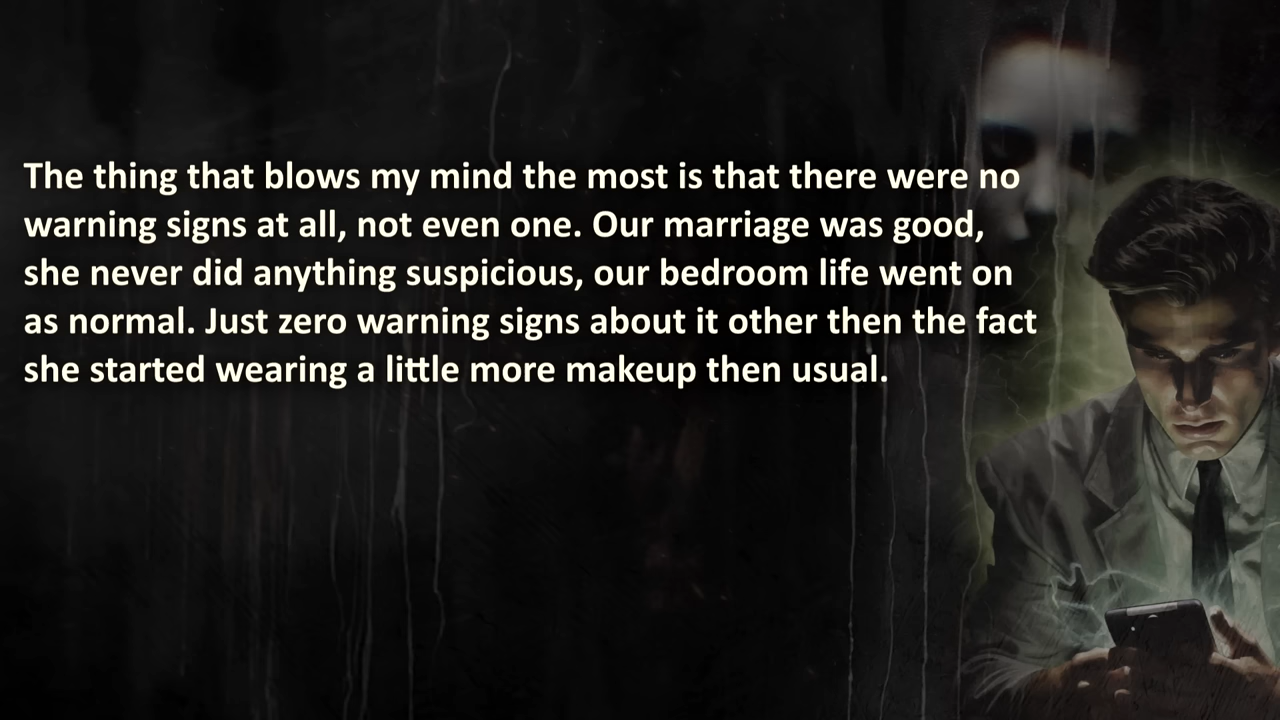 The thing that blows my mind the most is that there were no
warning signs at all, not even one. Our marriage was good,
she never did anything suspicious, our bedroom life went on
as normal. Just zero warning signs about it other then the fact
she started wearing a little more makeup then usual.